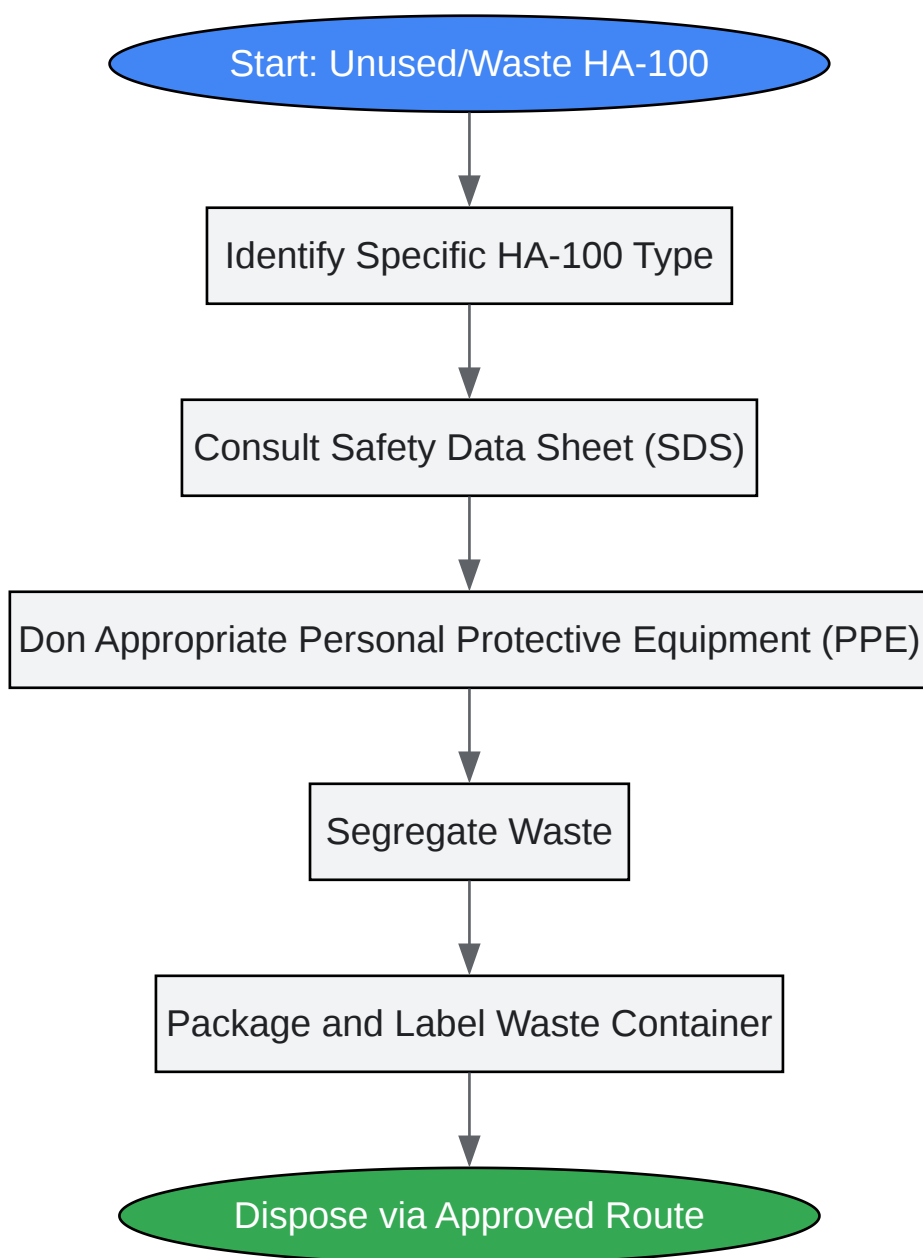 Start: Unused/Waste HA-100
Identify Specific HA-100 Type
Consult Safety Data Sheet (SDS)
Don Appropriate Personal Protective Equipment (PPE)
Segregate Waste
Package and Label Waste Container
Dispose via Approved Route